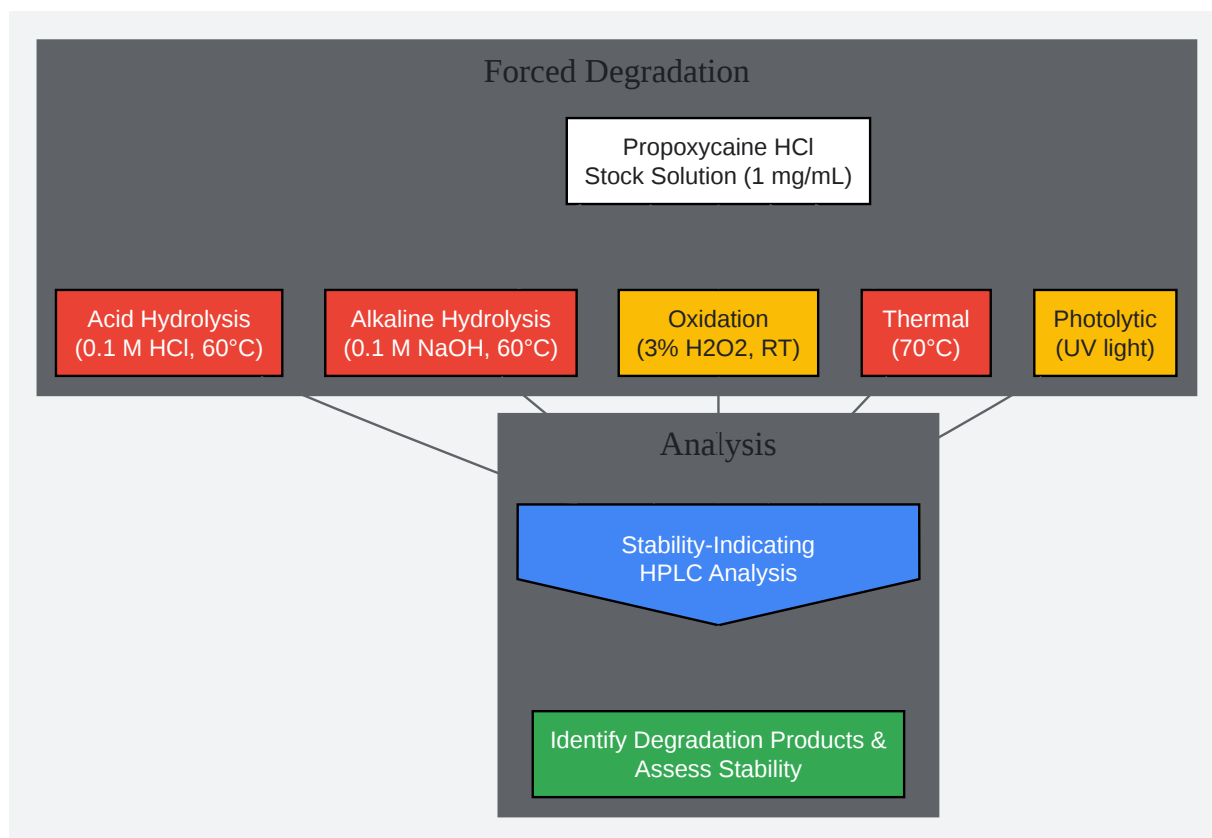 Forced Degradation
Propoxycaine HCl
Stock Solution (1 mg/mL)
Acid Hydrolysis
(0.1 M HCl, 60°C)
Alkaline Hydrolysis
(0.1 M NaOH, 60°C)
Oxidation
(3% H2O2, RT)
Thermal
(70°C)
Photolytic
(UV light)
Analysis
Stability-Indicating
HPLC Analysis
Identify Degradation Products &
Assess Stability